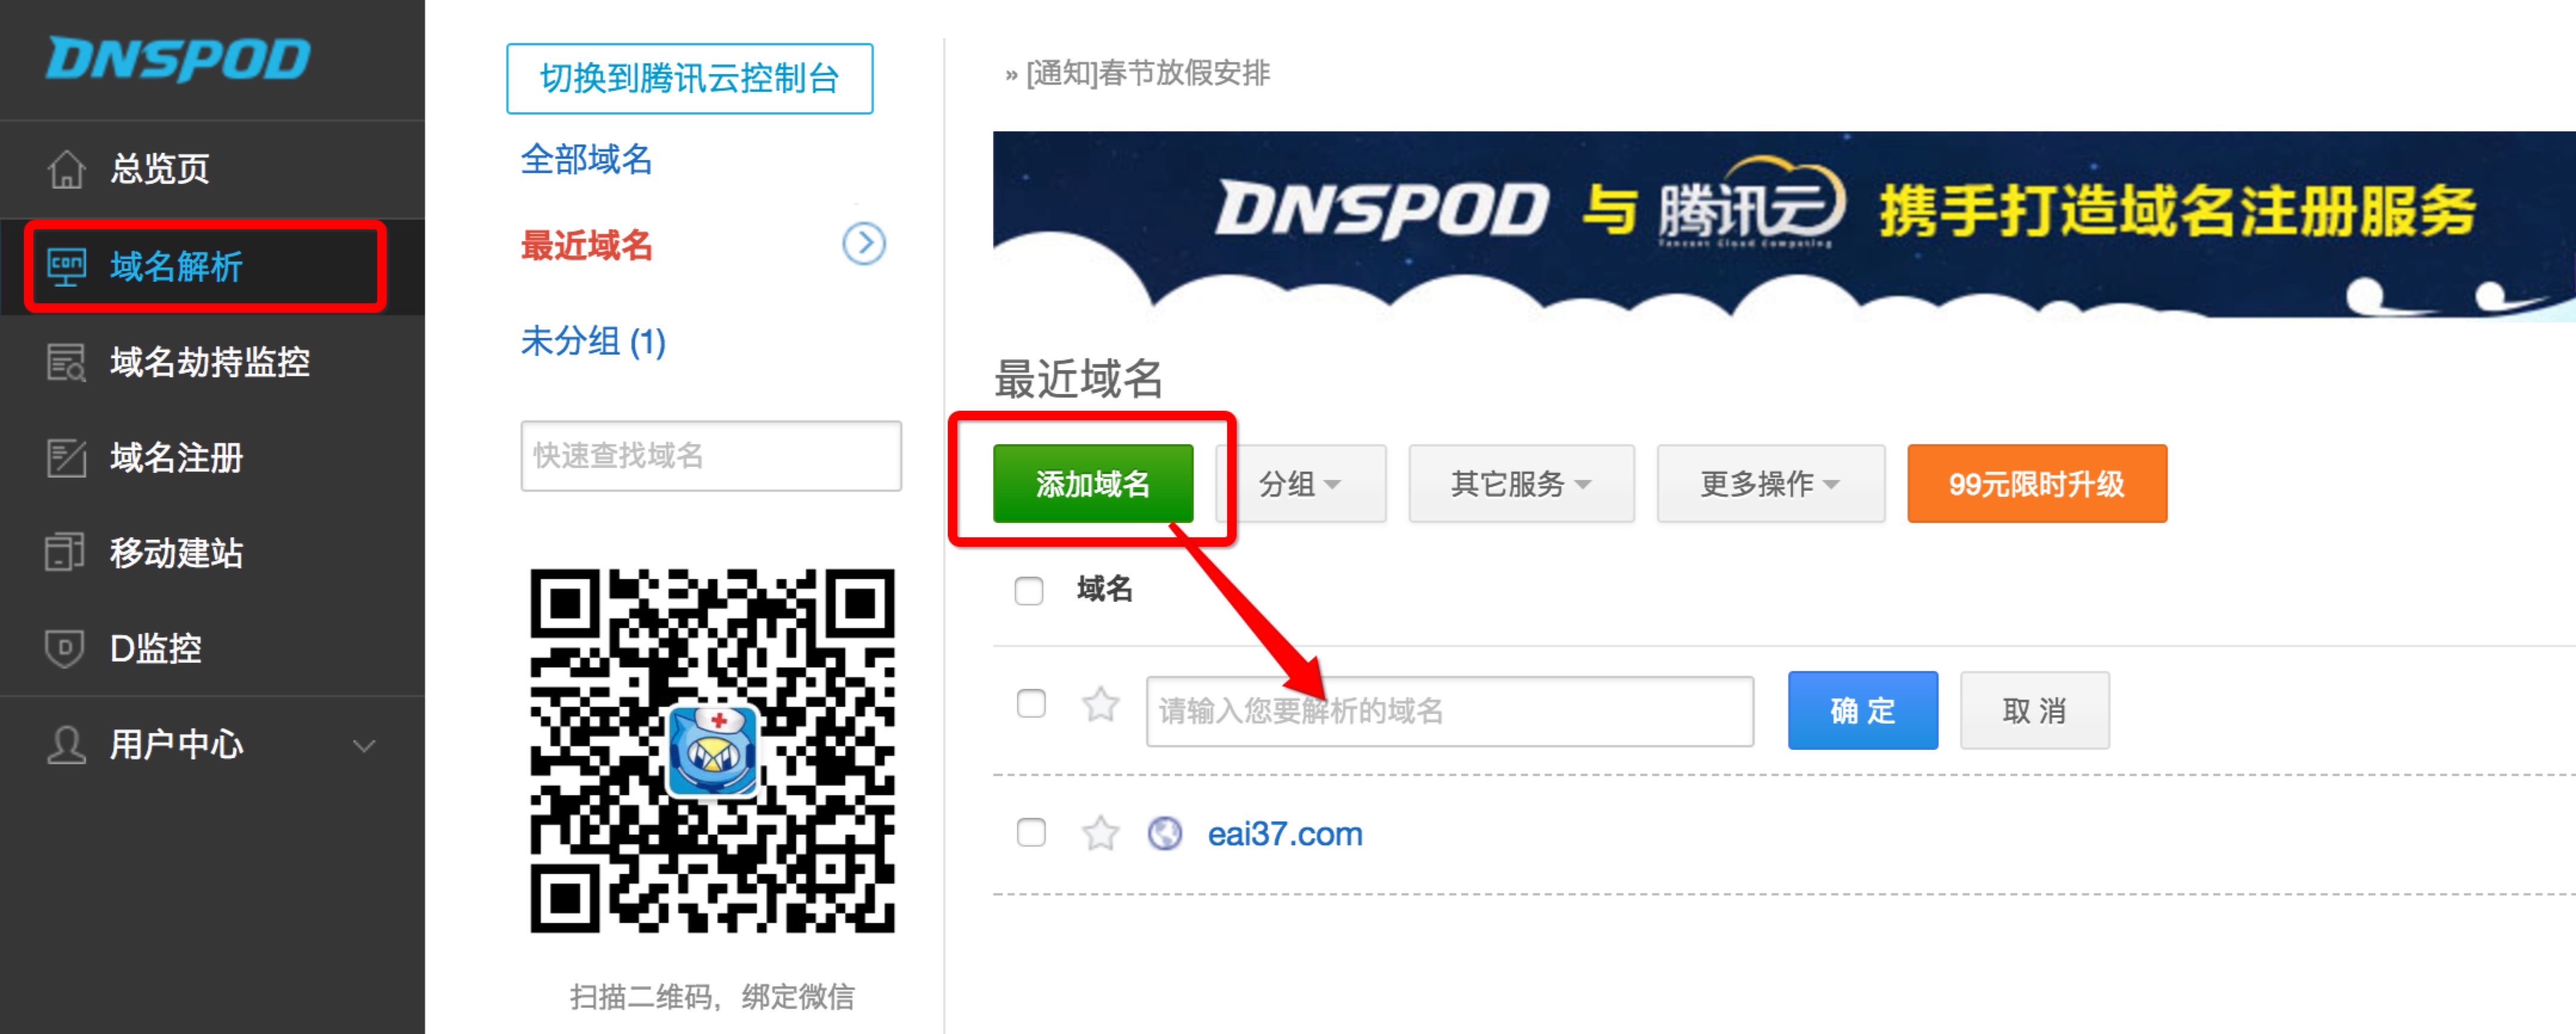 DNSPOD
总览页
域名解析
域名劫持监控
域名注册
移动建站
D监控
用户中心
切换到腾讯云控制台
全部域名
最近域名
未分组 (1)
快速查找域名
扫描二维码，绑定微信
» [通知]春节放假安排
DNSPOD 与 腾讯云 携手打造域名注册服务
Tencent Cloud Computing
最近域名
添加域名 分组 其它服务 更多操作 99元限时升级
域名
请输入您要解析的域名 确 定 取 消
eai37.com